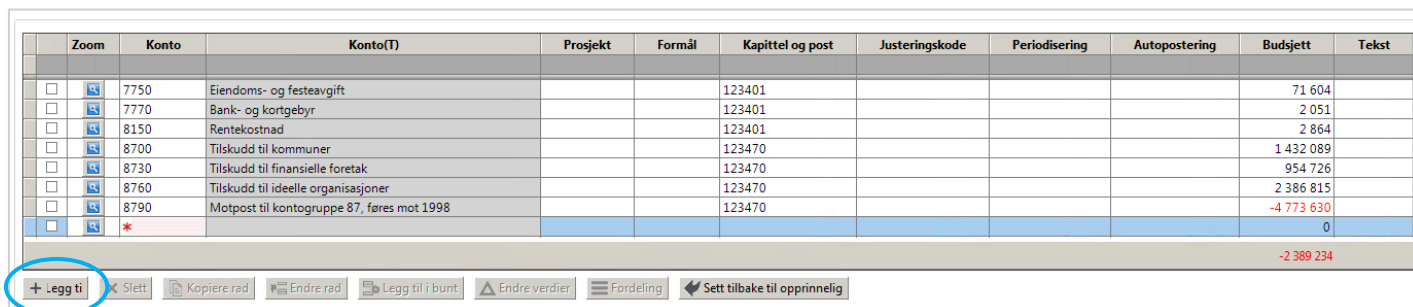 Zoom Konto Konto(T) Prosjekt Formål Kapittel og post Justeringskode Periodisering Autopostering Budsjett Tekst
7750 Eiendoms- og festeavgift 123401 71 604
7770 Bank- og kortgebyr 123401 2 051
8150 Rentekostnad 123401 2 864
8700 Tilskudd til kommuner 123470 1 432 089
8730 Tilskudd til finansielle foretak 123470 954 726
8760 Tilskudd til ideelle organisasjoner 123470 2 386 815
8790 Motpost til kontogruppe 87, føres mot 1998 123470 -4 773 630
* 0
-2 389 234
+ Legg ti Slett Kopiere rad Endre rad Legg til i bunt Endre verdier Fordeling Sett tilbake til opprinnelig